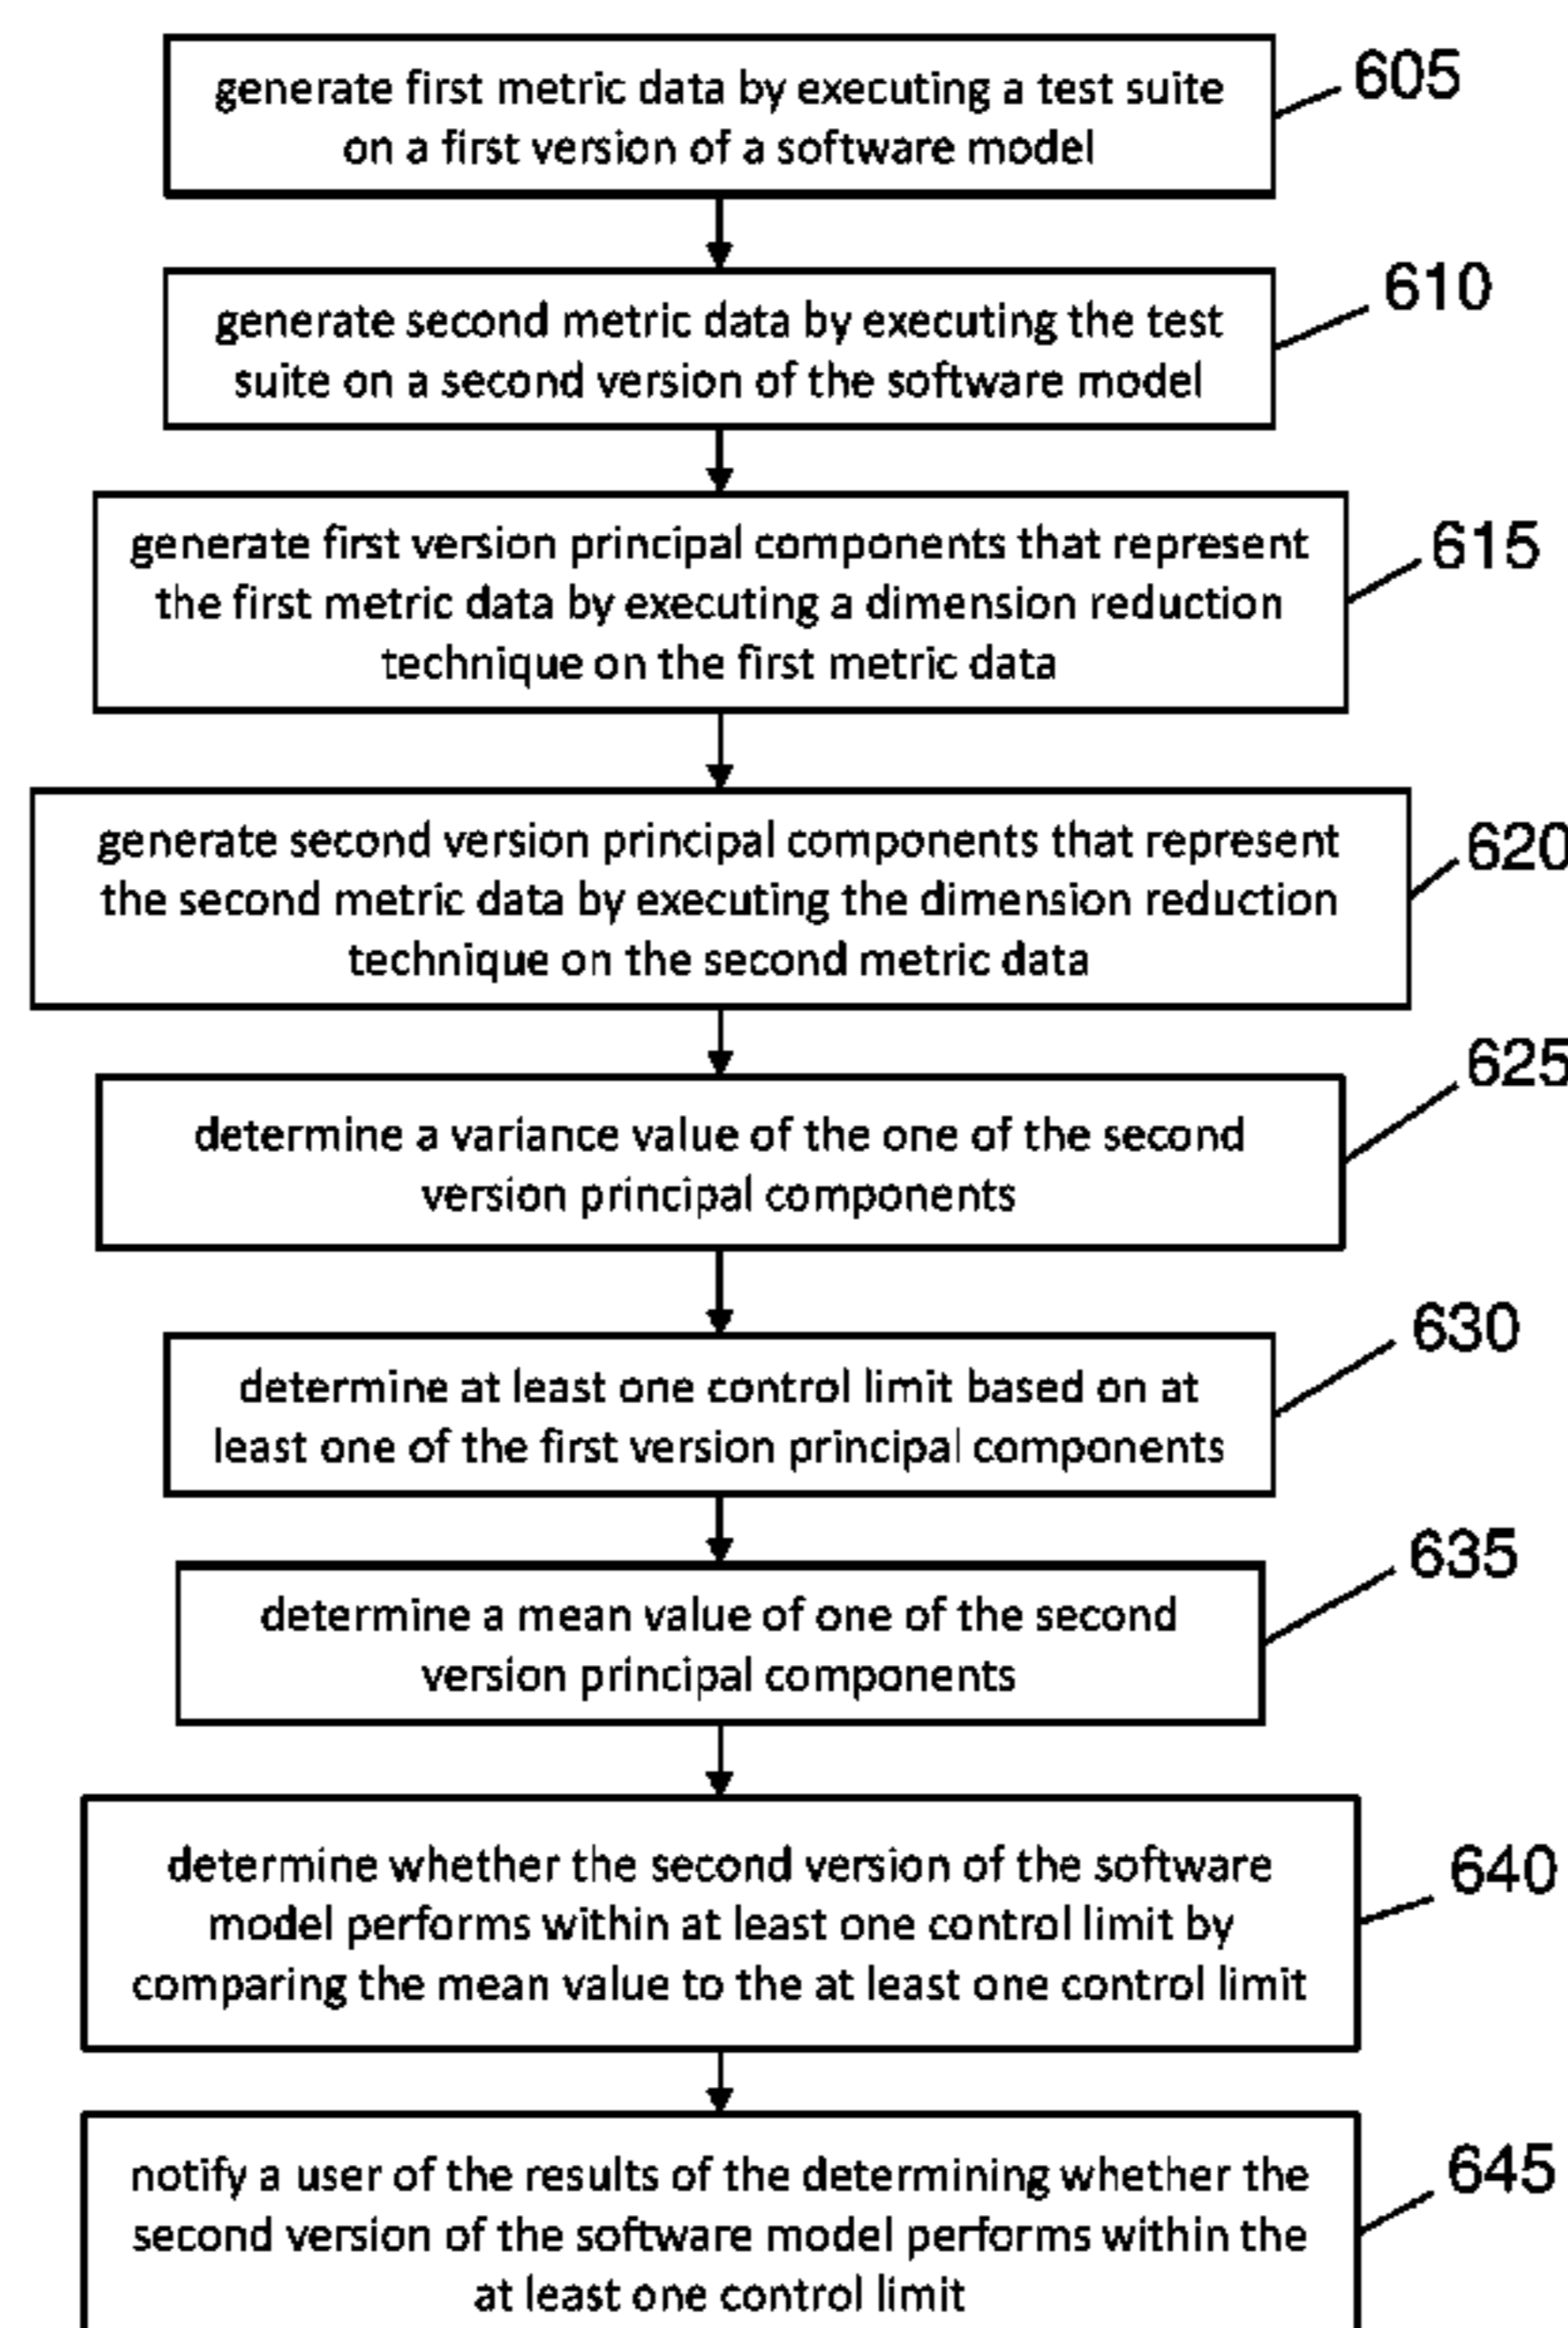 generate first metric data by executing a test suite
on a first version of a software model
605
generate second metric data by executing the test
suite on a second version of the software model
610
generate first version principal components that represent
the first metric data by executing a dimension reduction
technique on the first metric data
615
generate second version principal components that represent
the second metric data by executing the dimension reduction
technique on the second metric data
620
determine a variance value of the one of the second
version principal components
625
determine at least one control limit based on at
least one of the first version principal components
630
determine a mean value of one of the second
version principal components
635
determine whether the second version of the software
model performs within at least one control limit by
comparing the mean value to the at least one control limit
640
notify a user of the results of the determining whether the
second version of the software model performs within the
at least one control limit
645